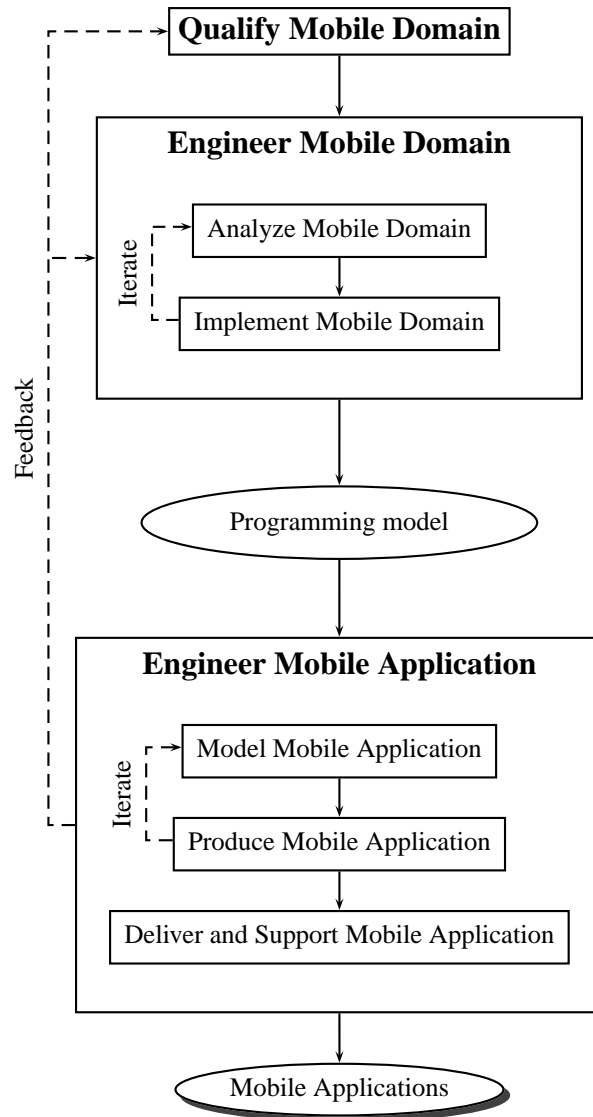 Qualify Mobile Domain
Engineer Mobile Domain
Analyze Mobile Domain
Iterate
Implement Mobile Domain
Feedback
Programming model
Engineer Mobile Application
Model Mobile Application
Iterate
Produce Mobile Application
Deliver and Support Mobile Application
Mobile Applications